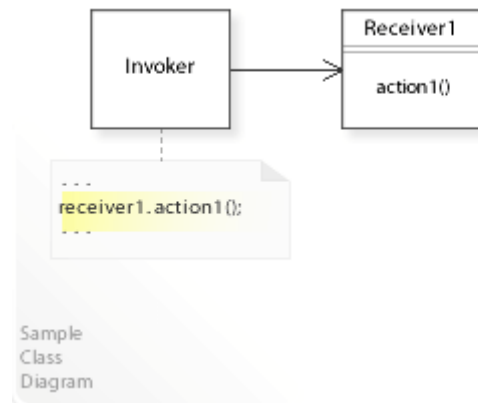 Receiver1
Invoker
action1()
- - -
receiver1.action1();
- - -
Sample
Class
Diagram